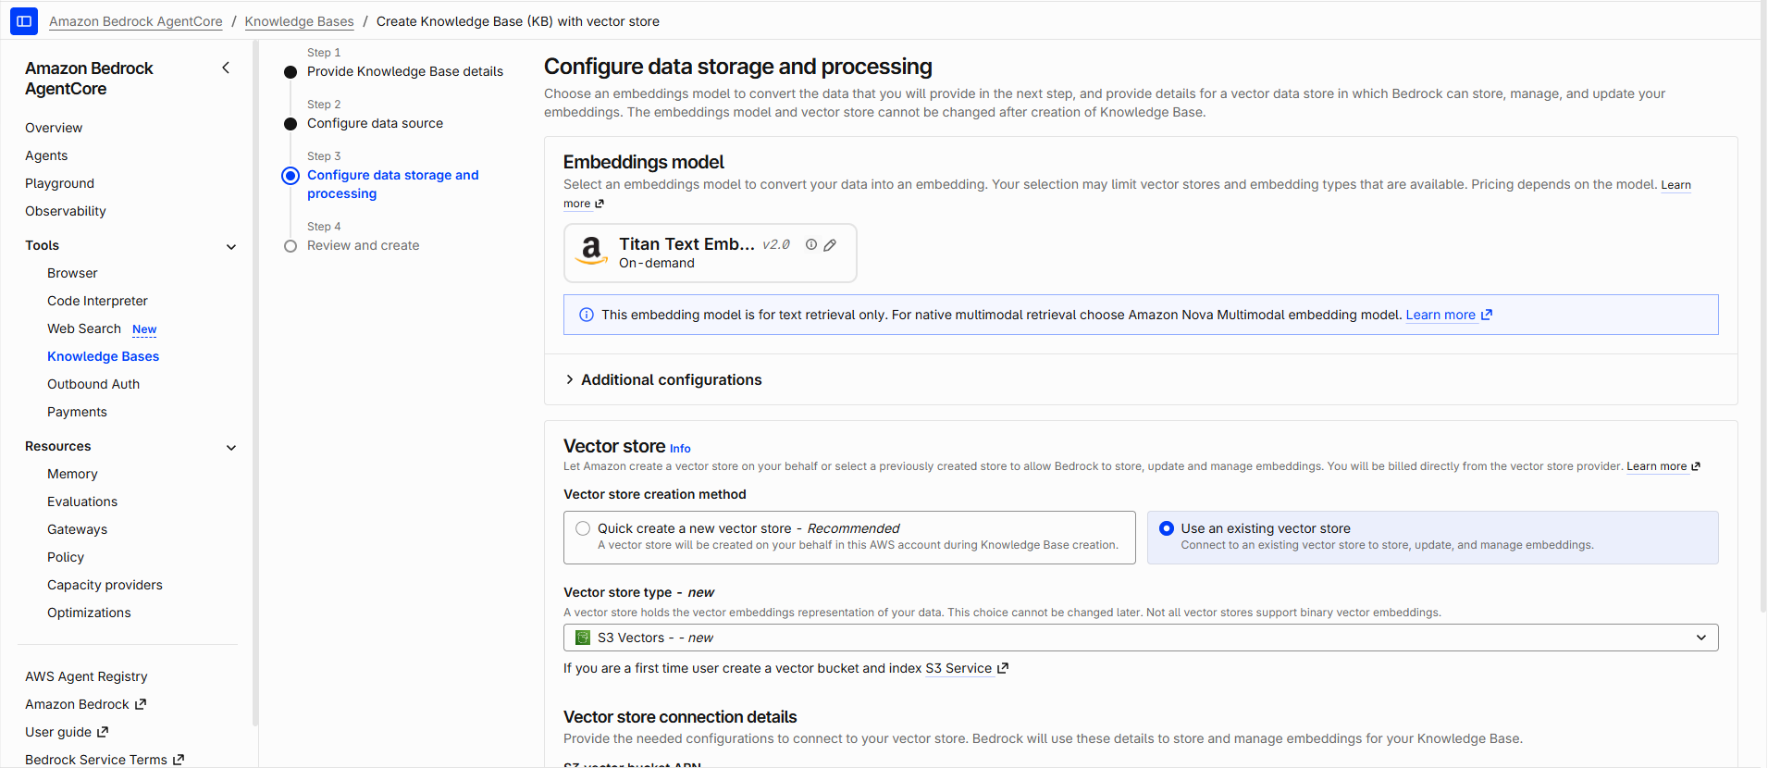 Amazon Bedrock AgentCore / Knowledge Bases / Create Knowledge Base (KB) with vector store
Amazon Bedrock
AgentCore
Overview
Agents
Playground
Observability
Tools
Browser
Code Interpreter
Web Search New
Knowledge Bases
Outbound Auth
Payments
Resources
Memory
Evaluations
Gateways
Policy
Capacity providers
Optimizations
AWS Agent Registry
Amazon Bedrock
User guide
Bedrock Service Terms
Step 1
Provide Knowledge Base details
Step 2
Configure data source
Step 3
Configure data storage and
processing
Step 4
Review and create
Configure data storage and processing
Choose an embeddings model to convert the data that you will provide in the next step, and provide details for a vector data store in which Bedrock can store, manage, and update your
embeddings. The embeddings model and vector store cannot be changed after creation of Knowledge Base.
Embeddings model
Select an embeddings model to convert your data into an embedding. Your selection may limit vector stores and embedding types that are available. Pricing depends on the model. Learn
more
a Titan Text Emb... v2.0
On-demand
This embedding model is for text retrieval only. For native multimodal retrieval choose Amazon Nova Multimodal embedding model. Learn more
Additional configurations
Vector store Info
Let Amazon create a vector store on your behalf or select a previously created store to allow Bedrock to store, update and manage embeddings. You will be billed directly from the vector store provider. Learn more
Vector store creation method
Quick create a new vector store - Recommended
A vector store will be created on your behalf in this AWS account during Knowledge Base creation.
Use an existing vector store
Connect to an existing vector store to store, update, and manage embeddings.
Vector store type - new
A vector store holds the vector embeddings representation of your data. This choice cannot be changed later. Not all vector stores support binary vector embeddings.
S3 Vectors - - new
If you are a first time user create a vector bucket and index S3 Service
Vector store connection details
Provide the needed configurations to connect to your vector store. Bedrock will use these details to store and manage embeddings for your Knowledge Base.
S3 vector bucket ARN